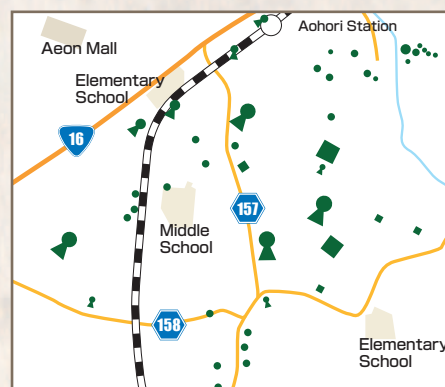 Aohori Station
Aeon Mall
Elementary
School
16
157
Middle
School
158
Elementary
School